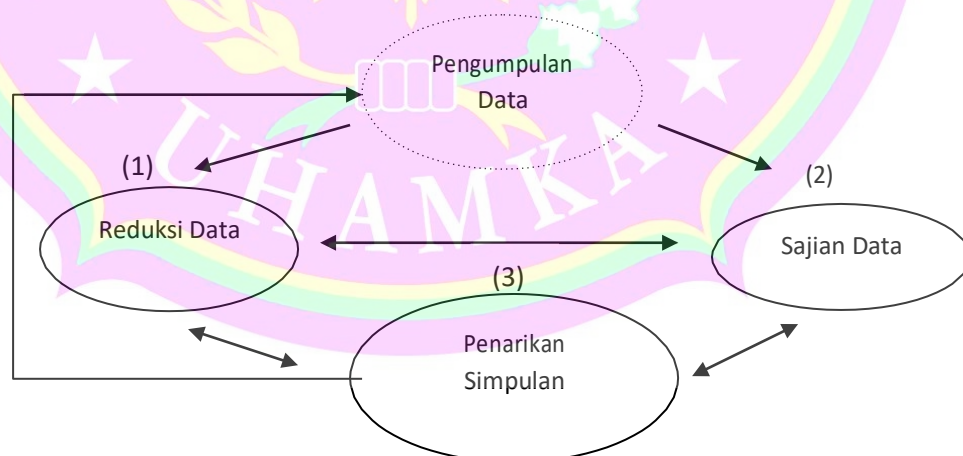 Pengumpulan
Data
(1)
(2)
UHAMKA
Reduksi Data
Sajian Data
(3)
Penarikan
Simpulan